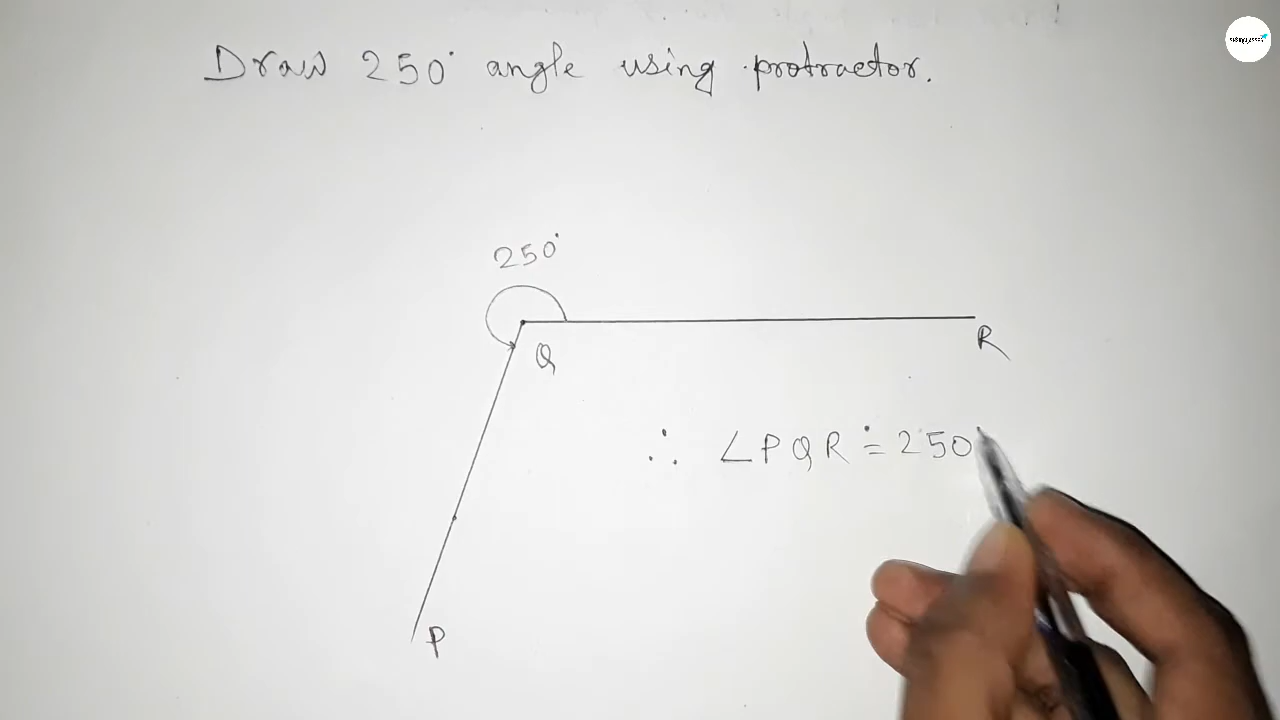 Draw 250° angle using protractor.
250°
Q
R
∴ ∠PQR = 250°
P